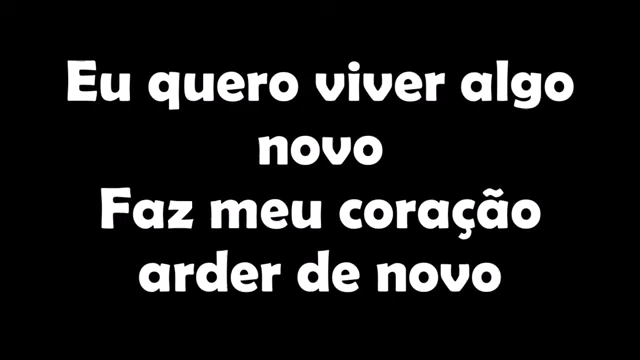 Eu quero viver algo
novo
Faz meu coração
arder de novo